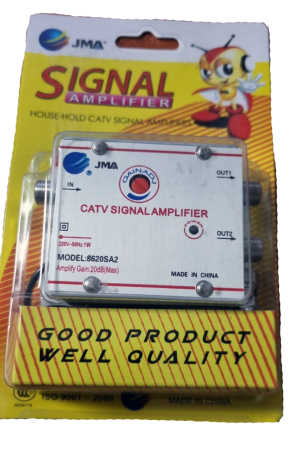 JMA
SIGNAL
AMPLIFIER
HOUSE-HOLD CATV SIGNAL AMPLIFIER
JMA
GAINADJ
OUT1
IN
CATV SIGNAL AMPLIFIER
POWER
OUT2
220V~50Hz 1W
MODEL:8620SA2
Amplify Gain:20dB(Max)
MADE IN CHINA
GOOD PRODUCT
WELL QUALITY
ISO 9001 - 2000
MADE IN CHINA